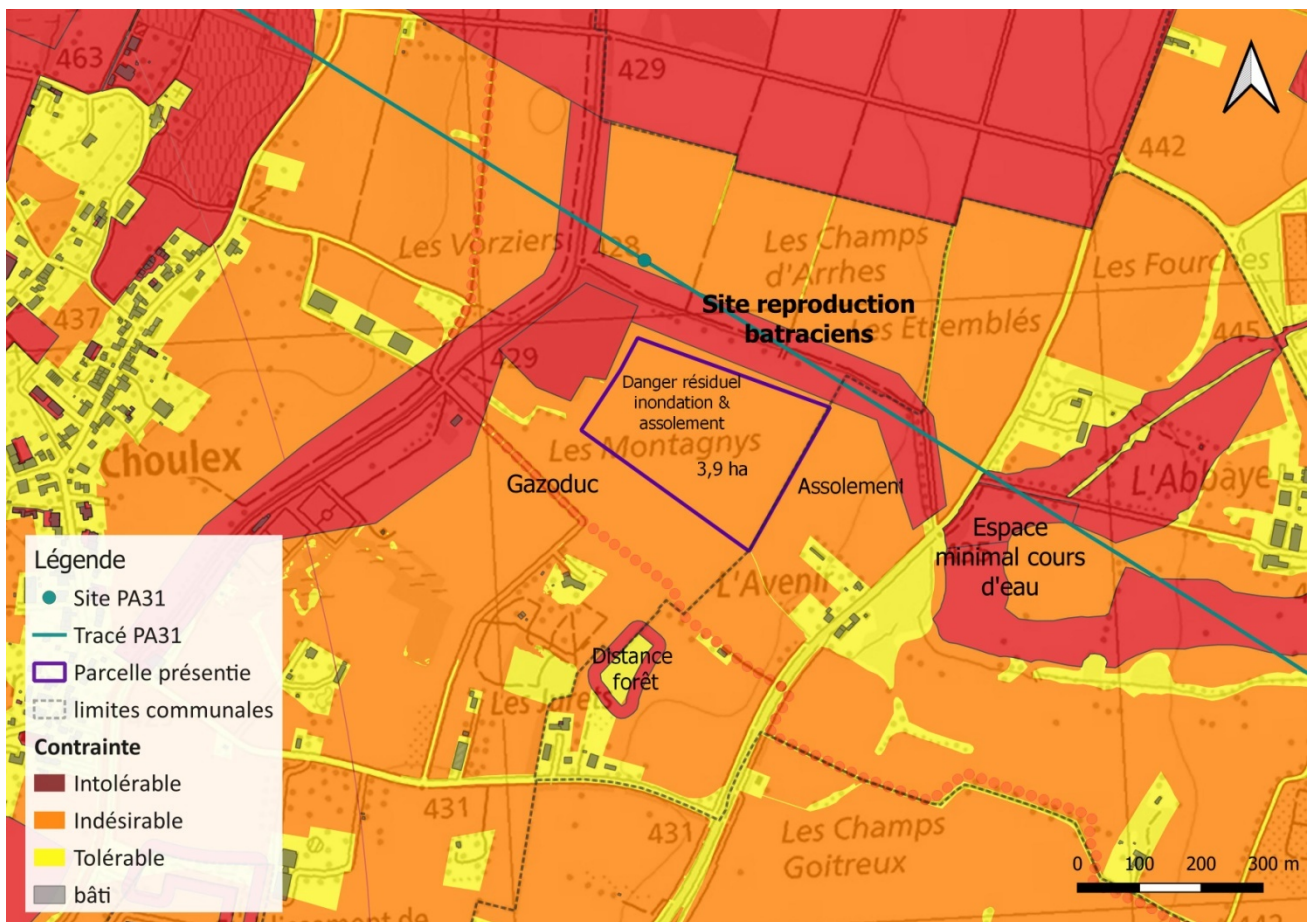 463
429
442
Les Vorziers
428
Les Champs
d'Arrhes
Les Fourches
Site reproduction
batraciens
Les Etremblés
437
445
429
Danger résiduel
inondation &
assolement
Les Montagnys
3,9 ha
Choulex
Gazoduc
Assolement
L'Abbaye
Espace
minimal cours
d'eau
L'Avenir
Distance
forêt
Les Jurets
Légende
Site PA31
Tracé PA31
Parcelle présentie
limites communales
Contrainte
Intolérable
Indésirable
Tolérable
bâti
431
431
Les Champs
Goitreux
0 100 200 300 m